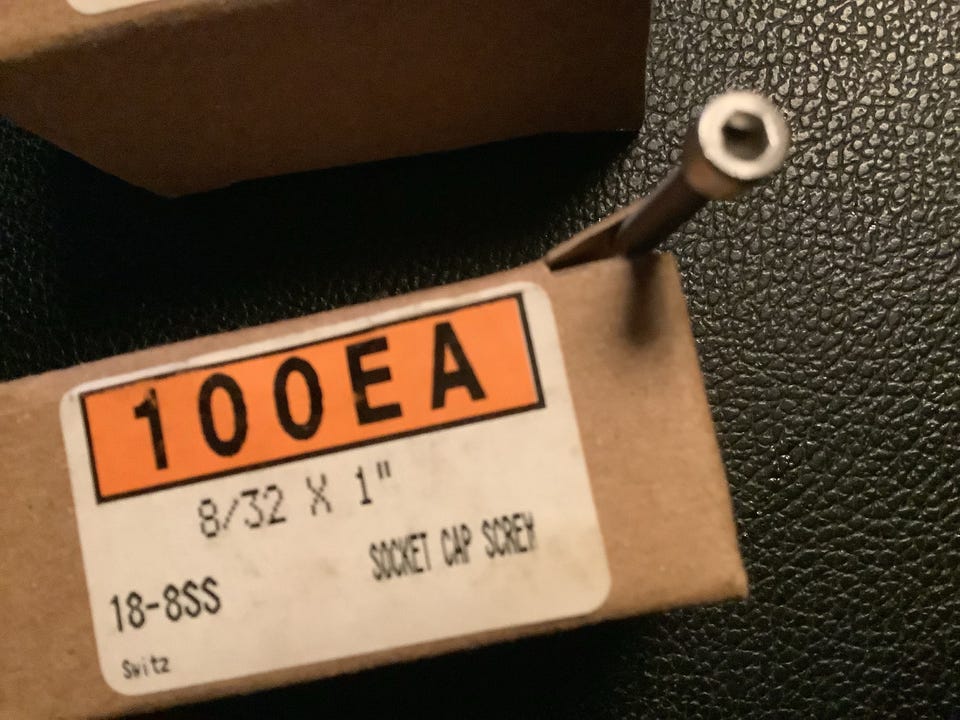 100EA
8/32 X 1"
SOCKET CAP SCREW
18-8SS
Switz